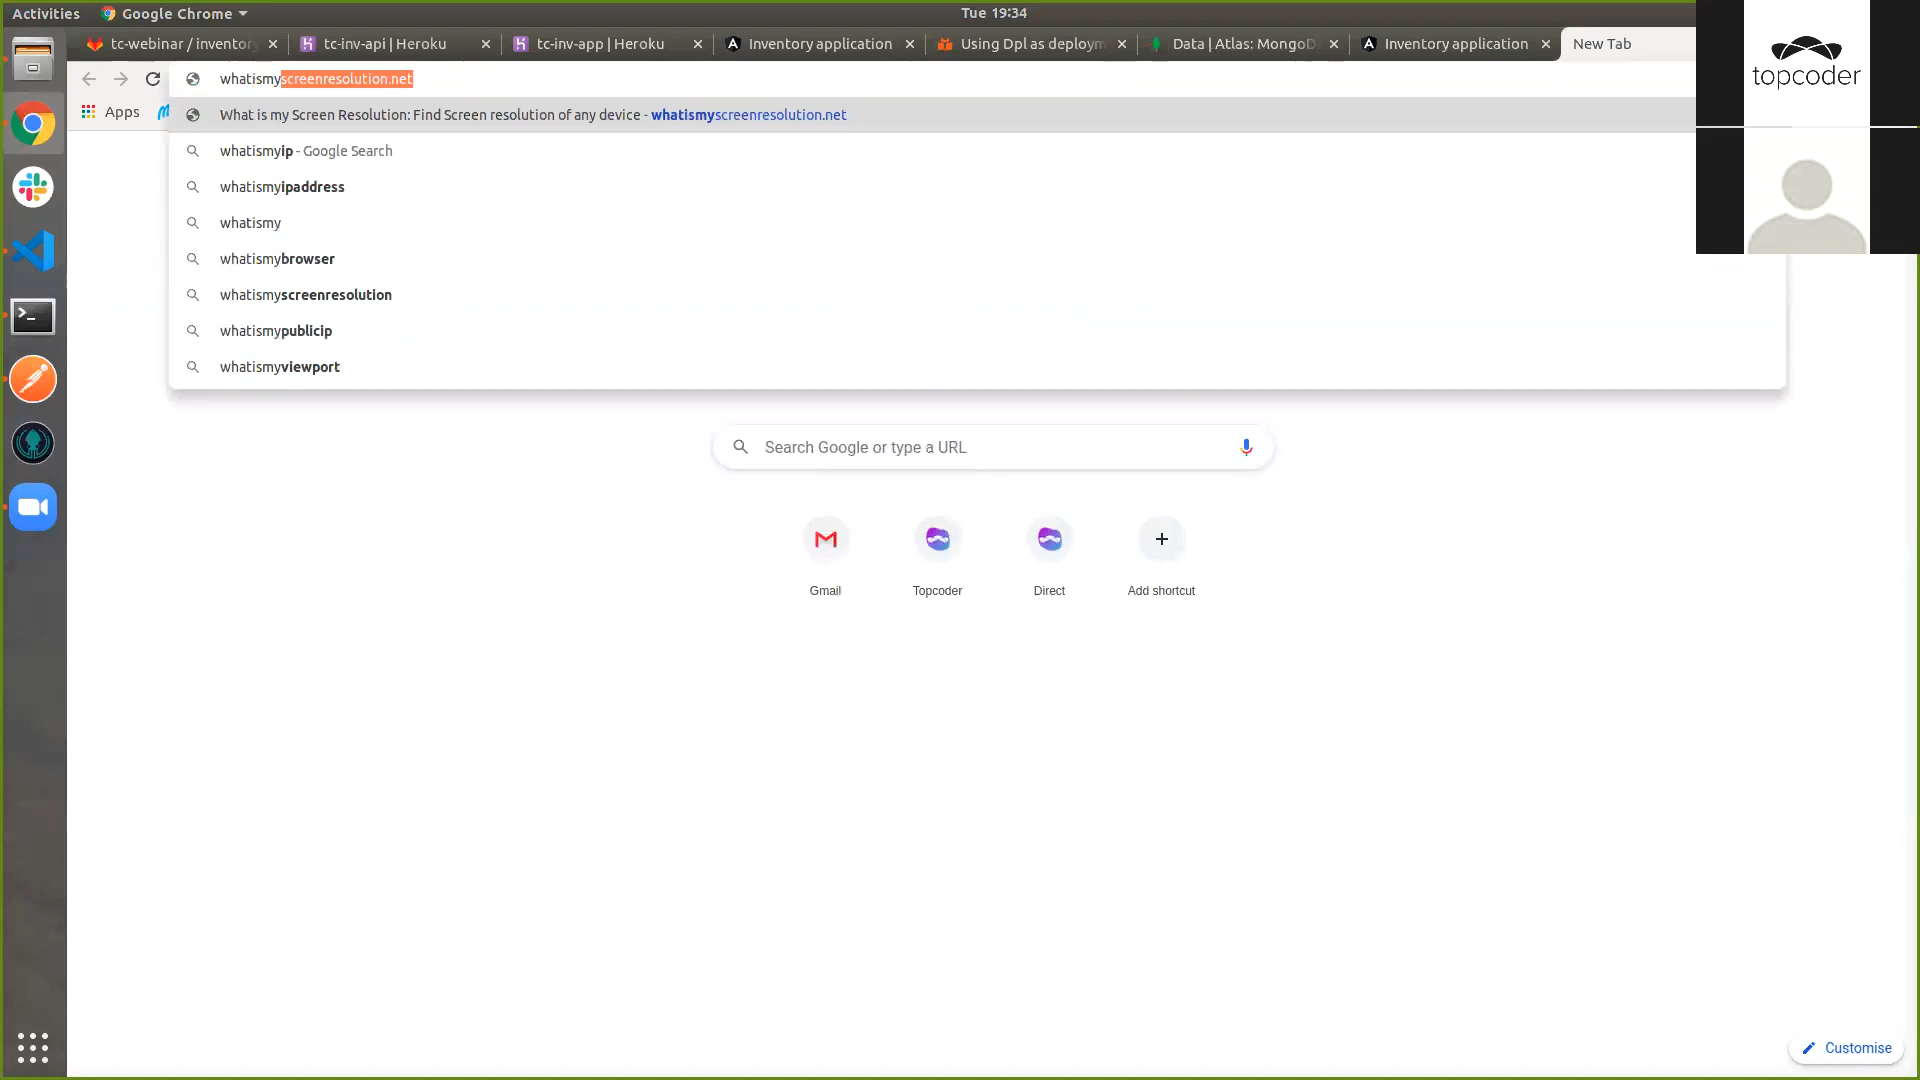 Activities
Google Chrome
Tue 19:34
tc-webinar / inventory
tc-inv-api | Heroku
tc-inv-app | Heroku
Inventory application
Using Dpl as deploym
Data | Atlas: MongoD
Inventory application
New Tab
topcoder
whatismyscreenresolution.net
Apps
What is my Screen Resolution: Find Screen resolution of any device - whatismyscreenresolution.net
whatismyip - Google Search
whatismyipaddress
whatismy
whatismybrowser
whatismyscreenresolution
whatismypublicip
whatismyviewport
Search Google or type a URL
Gmail
Topcoder
Direct
Add shortcut
Customise